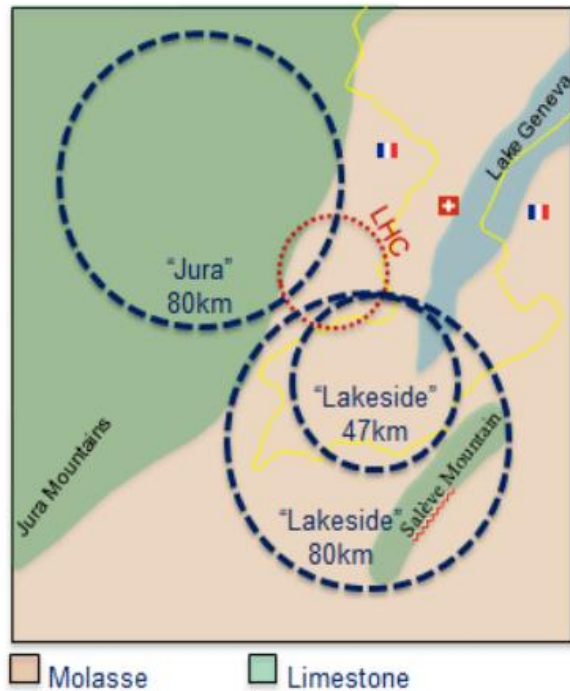 Lake Geneva
LHC
“Jura”
80km
“Lakeside”
47km
Jura Mountains
Salève Mountain
“Lakeside”
80km
Molasse
Limestone